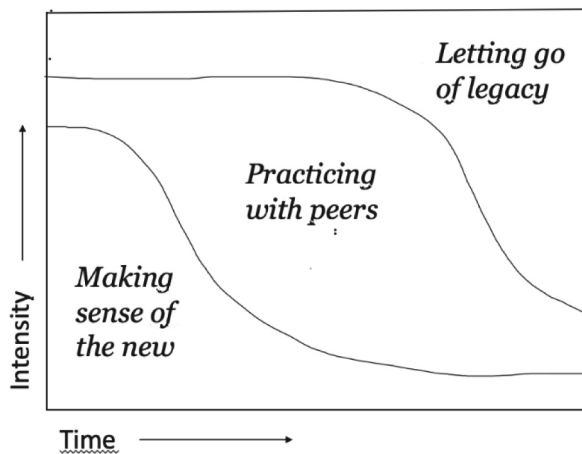 Letting go
of legacy
Practicing
with peers
Making
sense of
the new
Intensity
Time